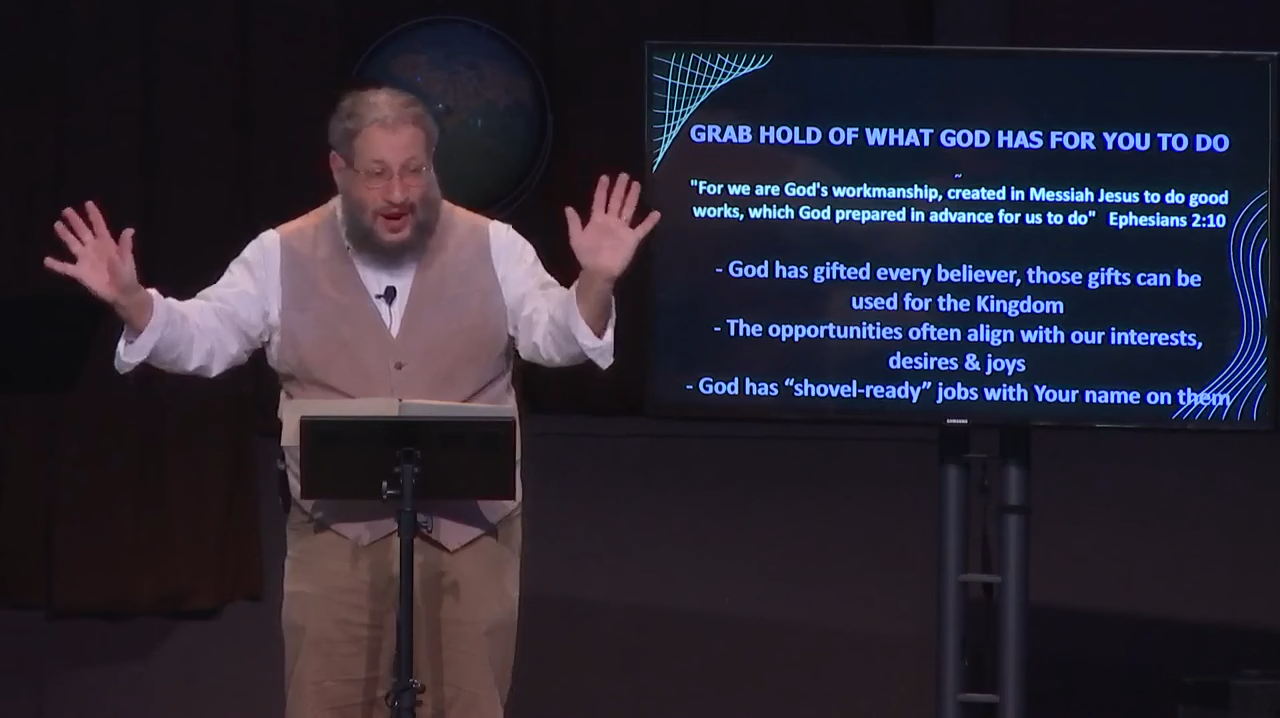 GRAB HOLD OF WHAT GOD HAS FOR YOU TO DO
~
"For we are God's workmanship, created in Messiah Jesus to do good
works, which God prepared in advance for us to do" Ephesians 2:10
- God has gifted every believer, those gifts can be
used for the Kingdom
- The opportunities often align with our interests,
desires & joys
- God has “shovel-ready” jobs with Your name on them
SAMSUNG